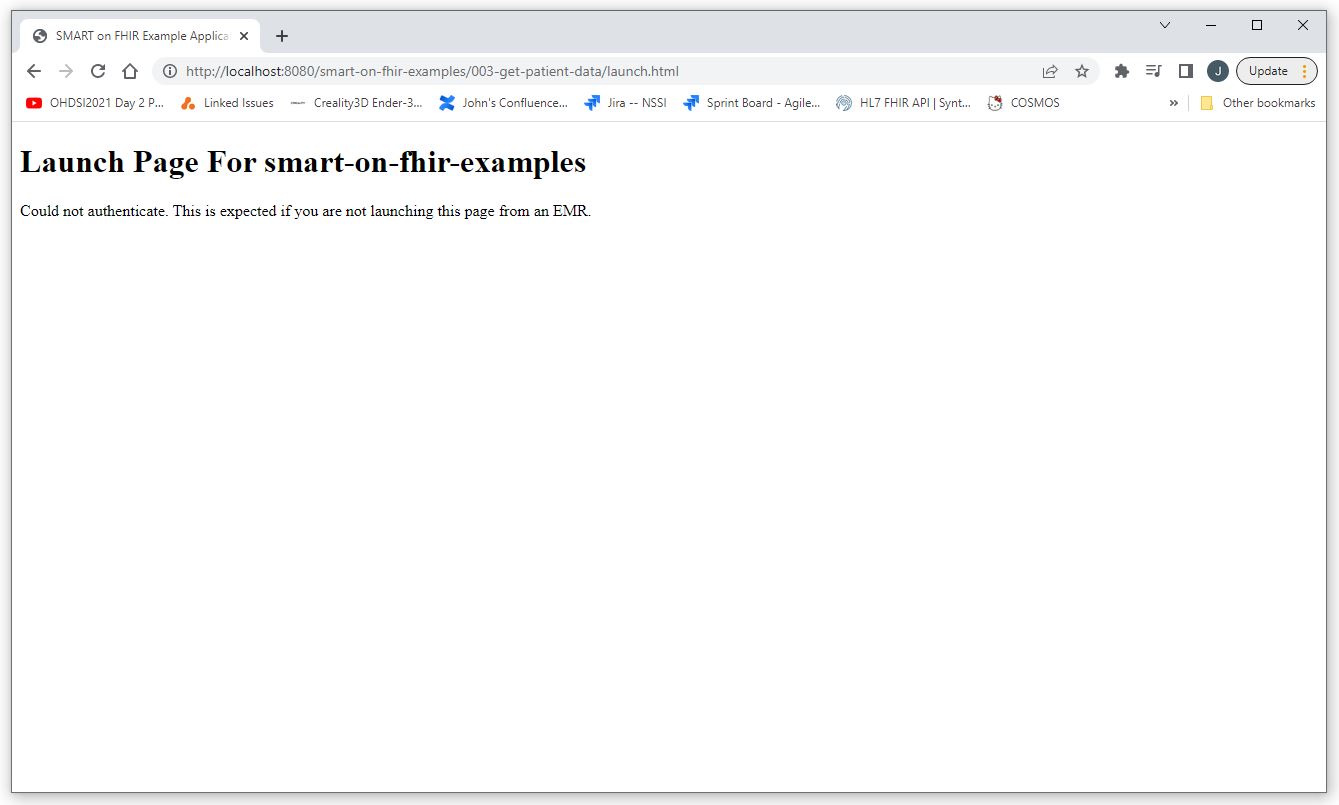 SMART on FHIR Example Applica
http://localhost:8080/smart-on-fhir-examples/003-get-patient-data/launch.html
J
Update
OHDSI2021 Day 2 P... Linked Issues Creality3D Ender-3... John's Confluence... Jira -- NSSI Sprint Board - Agile... HL7 FHIR API | Synt... COSMOS » Other bookmarks
Launch Page For smart-on-fhir-examples
Could not authenticate. This is expected if you are not launching this page from an EMR.